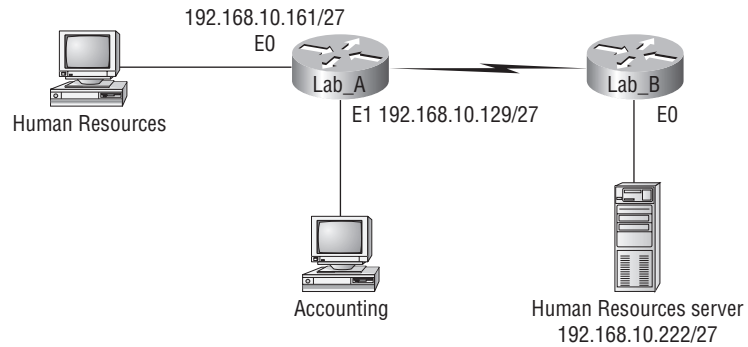 192.168.10.161/27
E0
Lab_A
Lab_B
Human Resources
E1 192.168.10.129/27
E0
Accounting
Human Resources server
192.168.10.222/27